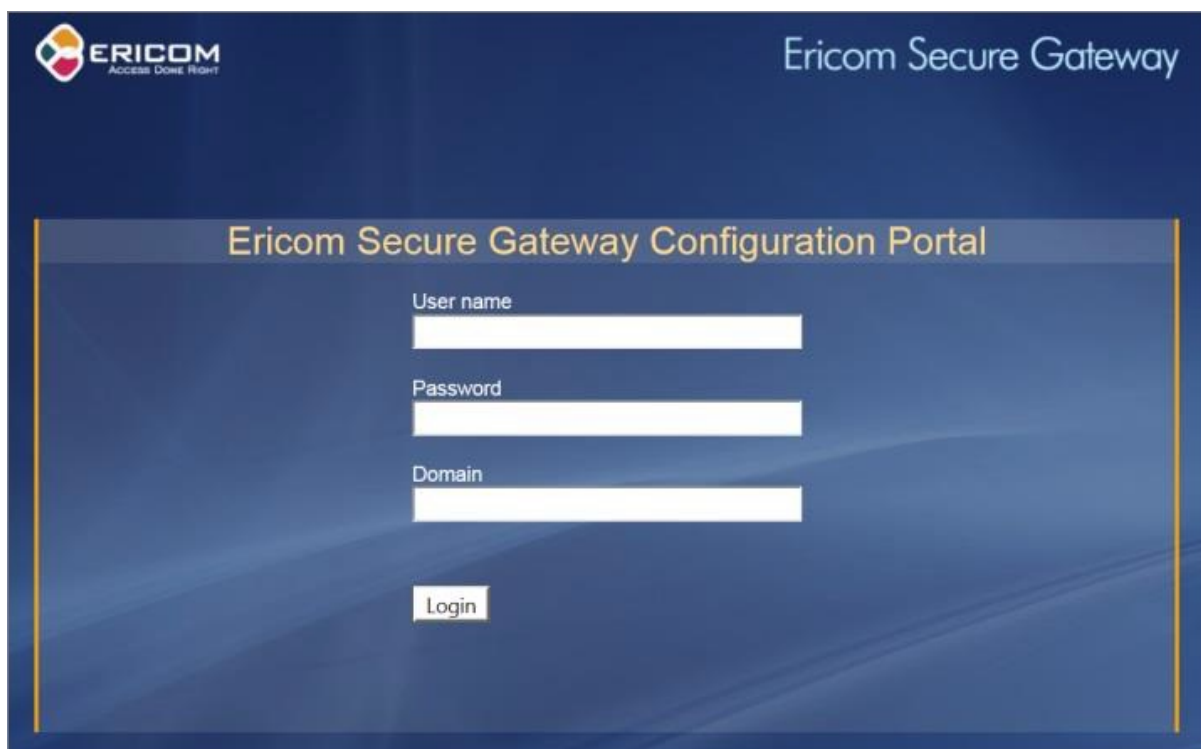 ERICOM
Access Done Right
Ericom Secure Gateway
Ericom Secure Gateway Configuration Portal
User name
Password
Domain
Login